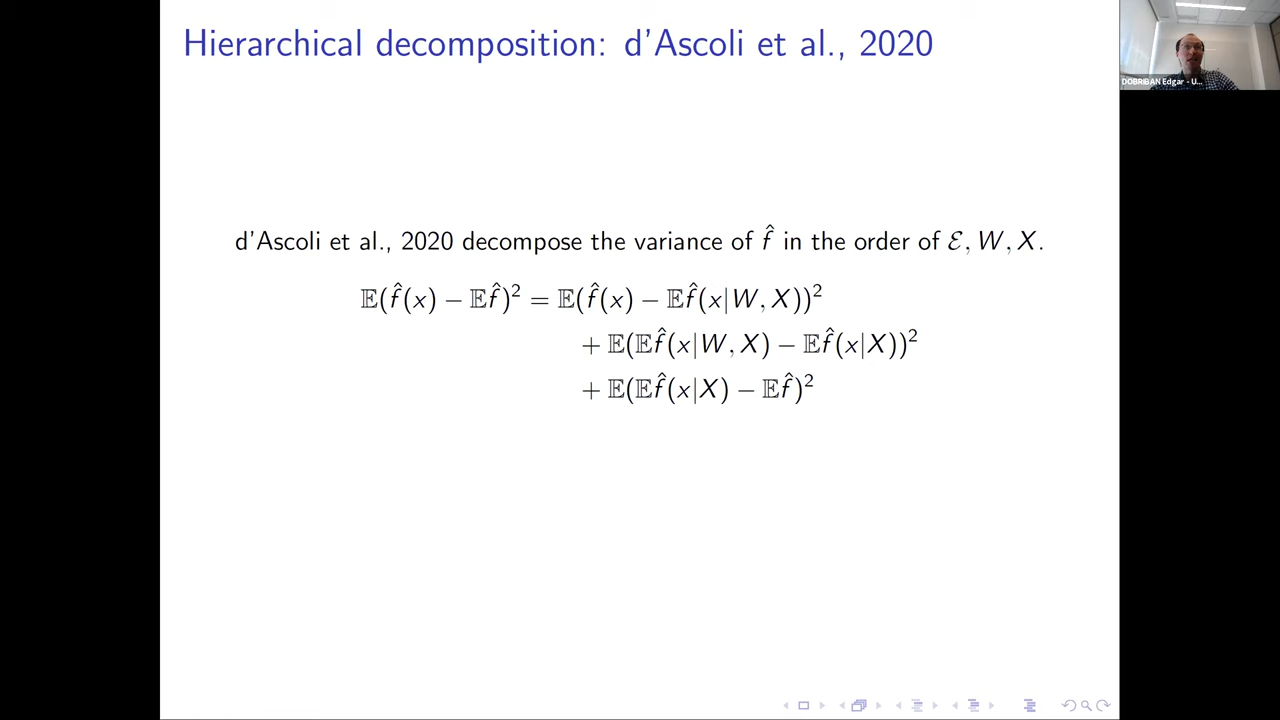 Hierarchical decomposition: d'Ascoli et al., 2020
DOBRIBAN Edgar - U...
d'Ascoli et al., 2020 decompose the variance of f̂ in the order of ℰ, W, X.
𝔼(f̂(x) − 𝔼f̂)² = 𝔼(f̂(x) − 𝔼f̂(x|W, X))²
+ 𝔼(𝔼f̂(x|W, X) − 𝔼f̂(x|X))²
+ 𝔼(𝔼f̂(x|X) − 𝔼f̂)²